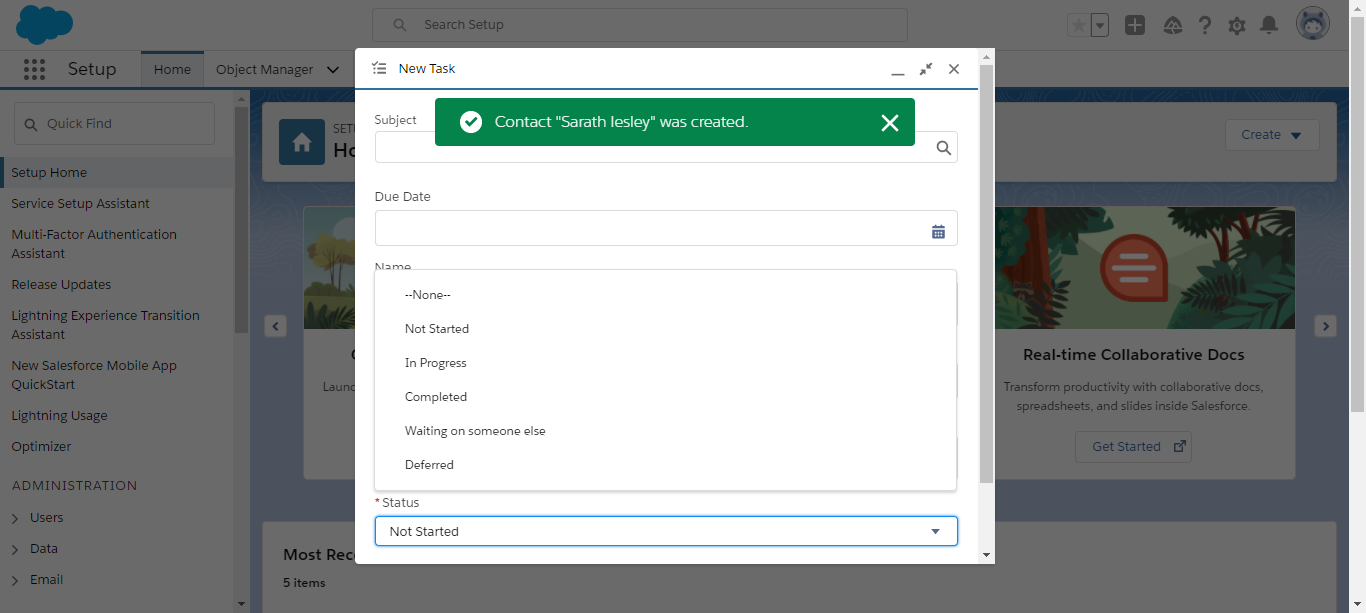 Search Setup
Setup
Home
Object Manager
Quick Find
Setup Home
Service Setup Assistant
Multi-Factor Authentication
Assistant
Release Updates
Lightning Experience Transition
Assistant
New Salesforce Mobile App
QuickStart
Lightning Usage
Optimizer
ADMINISTRATION
Users
Data
Email
SETU
Ho
Create
Launc
Most Rec
5 items
New Task
Contact "Sarath Iesley" was created.
Subject
Due Date
Name
--None--
Not Started
In Progress
Completed
Waiting on someone else
Deferred
*Status
Not Started
Real-time Collaborative Docs
Transform productivity with collaborative docs,
spreadsheets, and slides inside Salesforce.
Get Started